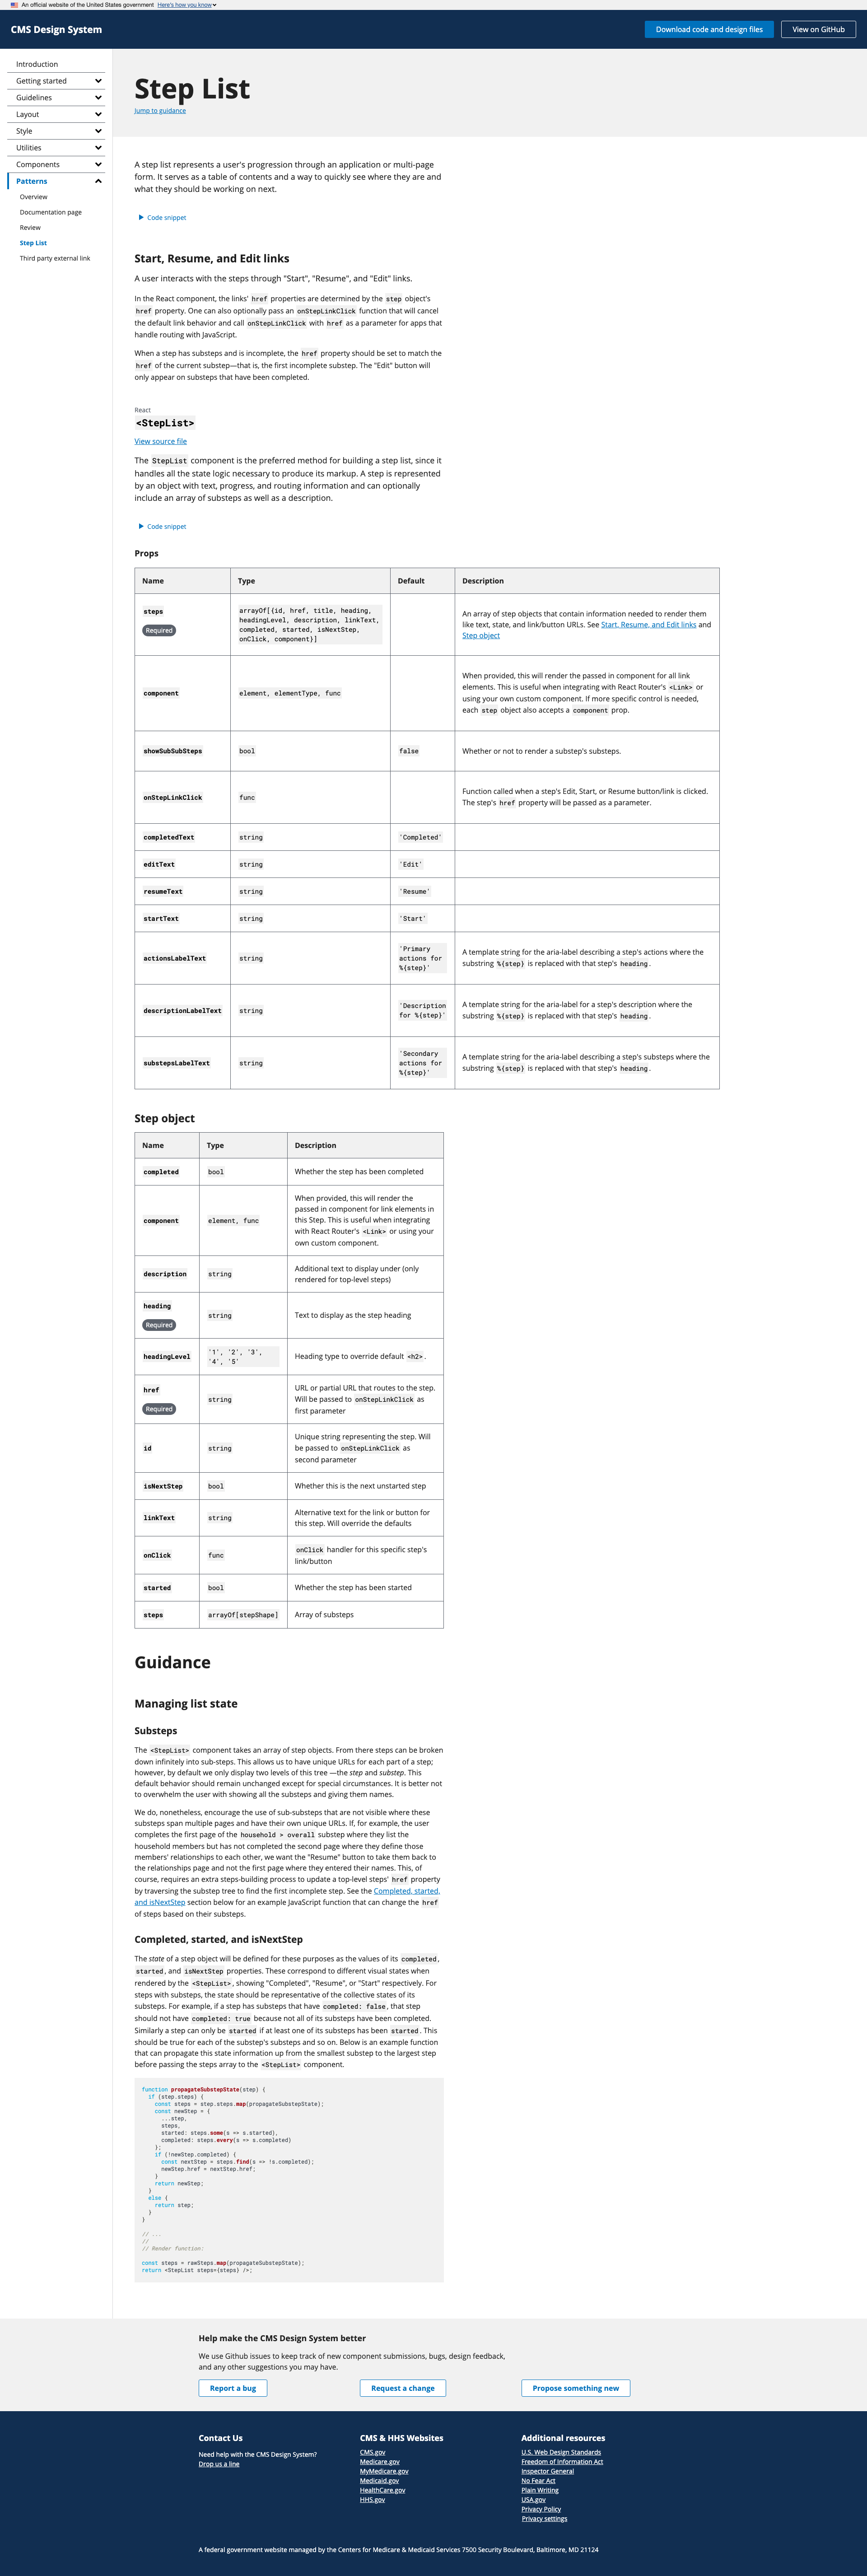 An official website of the United States government Here's how you know
CMS Design System
Download code and design files
View on GitHub
Introduction
Getting started
Guidelines
Layout
Style
Utilities
Components
Patterns
Overview
Documentation page
Review
Step List
Third party external link
Step List
Jump to guidance
A step list represents a user's progression through an application or multi-page
form. It serves as a table of contents and a way to quickly see where they are and
what they should be working on next.
Code snippet
Start, Resume, and Edit links
A user interacts with the steps through "Start", "Resume", and "Edit" links.
In the React component, the links' href properties are determined by the step object's
href property. One can also optionally pass an onStepLinkClick function that will cancel
the default link behavior and call onStepLinkClick with href as a parameter for apps that
handle routing with JavaScript.
When a step has substeps and is incomplete, the href property should be set to match the
href of the current substep—that is, the first incomplete substep. The "Edit" button will
only appear on substeps that have been completed.
React
<StepList>
View source file
The StepList component is the preferred method for building a step list, since it
handles all the state logic necessary to produce its markup. A step is represented
by an object with text, progress, and routing information and can optionally
include an array of substeps as well as a description.
Code snippet
Props
Name Type Default Description
steps
Required
arrayOf[{id, href, title, heading,
headingLevel, description, linkText,
completed, started, isNextStep,
onClick, component}]
An array of step objects that contain information needed to render them
like text, state, and link/button URLs. See Start, Resume, and Edit links and
Step object
component
element, elementType, func
When provided, this will render the passed in component for all link
elements. This is useful when integrating with React Router's <Link> or
using your own custom component. If more specific control is needed,
each step object also accepts a component prop.
showSubSubSteps bool false Whether or not to render a substep's substeps.
onStepLinkClick func
Function called when a step's Edit, Start, or Resume button/link is clicked.
The step's href property will be passed as a parameter.
completedText string 'Completed'
editText string 'Edit'
resumeText string 'Resume'
startText string 'Start'
actionsLabelText string
'Primary
actions for
%{step}'
A template string for the aria-label describing a step's actions where the
substring %{step} is replaced with that step's heading.
descriptionLabelText string
'Description
for %{step}'
A template string for the aria-label for a step's description where the
substring %{step} is replaced with that step's heading.
substepsLabelText string
'Secondary
actions for
%{step}'
A template string for the aria-label describing a step's substeps where the
substring %{step} is replaced with that step's heading.
Step object
Name Type Description
completed bool Whether the step has been completed
component element, func
When provided, this will render the
passed in component for link elements in
this Step. This is useful when integrating
with React Router's <Link> or using your
own custom component.
description string
Additional text to display under (only
rendered for top-level steps)
heading
Required
string Text to display as the step heading
headingLevel
'1', '2', '3',
'4', '5'
Heading type to override default <h2>.
href
Required
string
URL or partial URL that routes to the step.
Will be passed to onStepLinkClick as
first parameter
id string
Unique string representing the step. Will
be passed to onStepLinkClick as
second parameter
isNextStep bool Whether this is the next unstarted step
linkText string
Alternative text for the link or button for
this step. Will override the defaults
onClick func
onClick handler for this specific step's
link/button
started bool Whether the step has been started
steps arrayOf[stepShape] Array of substeps
Guidance
Managing list state
Substeps
The <StepList> component takes an array of step objects. From there steps can be broken
down infinitely into sub-steps. This allows us to have unique URLs for each part of a step;
however, by default we only display two levels of this tree —the step and substep. This
default behavior should remain unchanged except for special circumstances. It is better not
to overwhelm the user with showing all the substeps and giving them names.
We do, nonetheless, encourage the use of sub-substeps that are not visible where these
substeps span multiple pages and have their own unique URLs. If, for example, the user
completes the first page of the household > overall substep where they list the
household members but has not completed the second page where they define those
members' relationships to each other, we want the "Resume" button to take them back to
the relationships page and not the first page where they entered their names. This, of
course, requires an extra steps-building process to update a top-level steps' href property
by traversing the substep tree to find the first incomplete step. See the Completed, started,
and isNextStep section below for an example JavaScript function that can change the href
of steps based on their substeps.
Completed, started, and isNextStep
The state of a step object will be defined for these purposes as the values of its completed,
started, and isNextStep properties. These correspond to different visual states when
rendered by the <StepList>, showing "Completed", "Resume", or "Start" respectively. For
steps with substeps, the state should be representative of the collective states of its
substeps. For example, if a step has substeps that have completed: false, that step
should not have completed: true because not all of its substeps have been completed.
Similarly a step can only be started if at least one of its substeps has been started. This
should be true for each of the substep's substeps and so on. Below is an example function
that can propagate this state information up from the smallest substep to the largest step
before passing the steps array to the <StepList> component.
function propagateSubstepState(step) {
if (step.steps) {
const steps = step.steps.map(propagateSubstepState);
const newStep = {
...step,
steps,
started: steps.some(s => s.started),
completed: steps.every(s => s.completed)
};
if (!newStep.completed) {
const nextStep = steps.find(s => !s.completed);
newStep.href = nextStep.href;
}
return newStep;
}
else {
return step;
}
}
// ...
//
// Render function:
const steps = rawSteps.map(propagateSubstepState);
return <StepList steps={steps} />;
Help make the CMS Design System better
We use Github issues to keep track of new component submissions, bugs, design feedback,
and any other suggestions you may have.
Report a bug
Request a change
Propose something new
Contact Us
Need help with the CMS Design System?
Drop us a line
CMS & HHS Websites
CMS.gov
Medicare.gov
MyMedicare.gov
Medicaid.gov
HealthCare.gov
HHS.gov
Additional resources
U.S. Web Design Standards
Freedom of Information Act
Inspector General
No Fear Act
Plain Writing
USA.gov
Privacy Policy
Privacy settings
A federal government website managed by the Centers for Medicare & Medicaid Services 7500 Security Boulevard, Baltimore, MD 21124